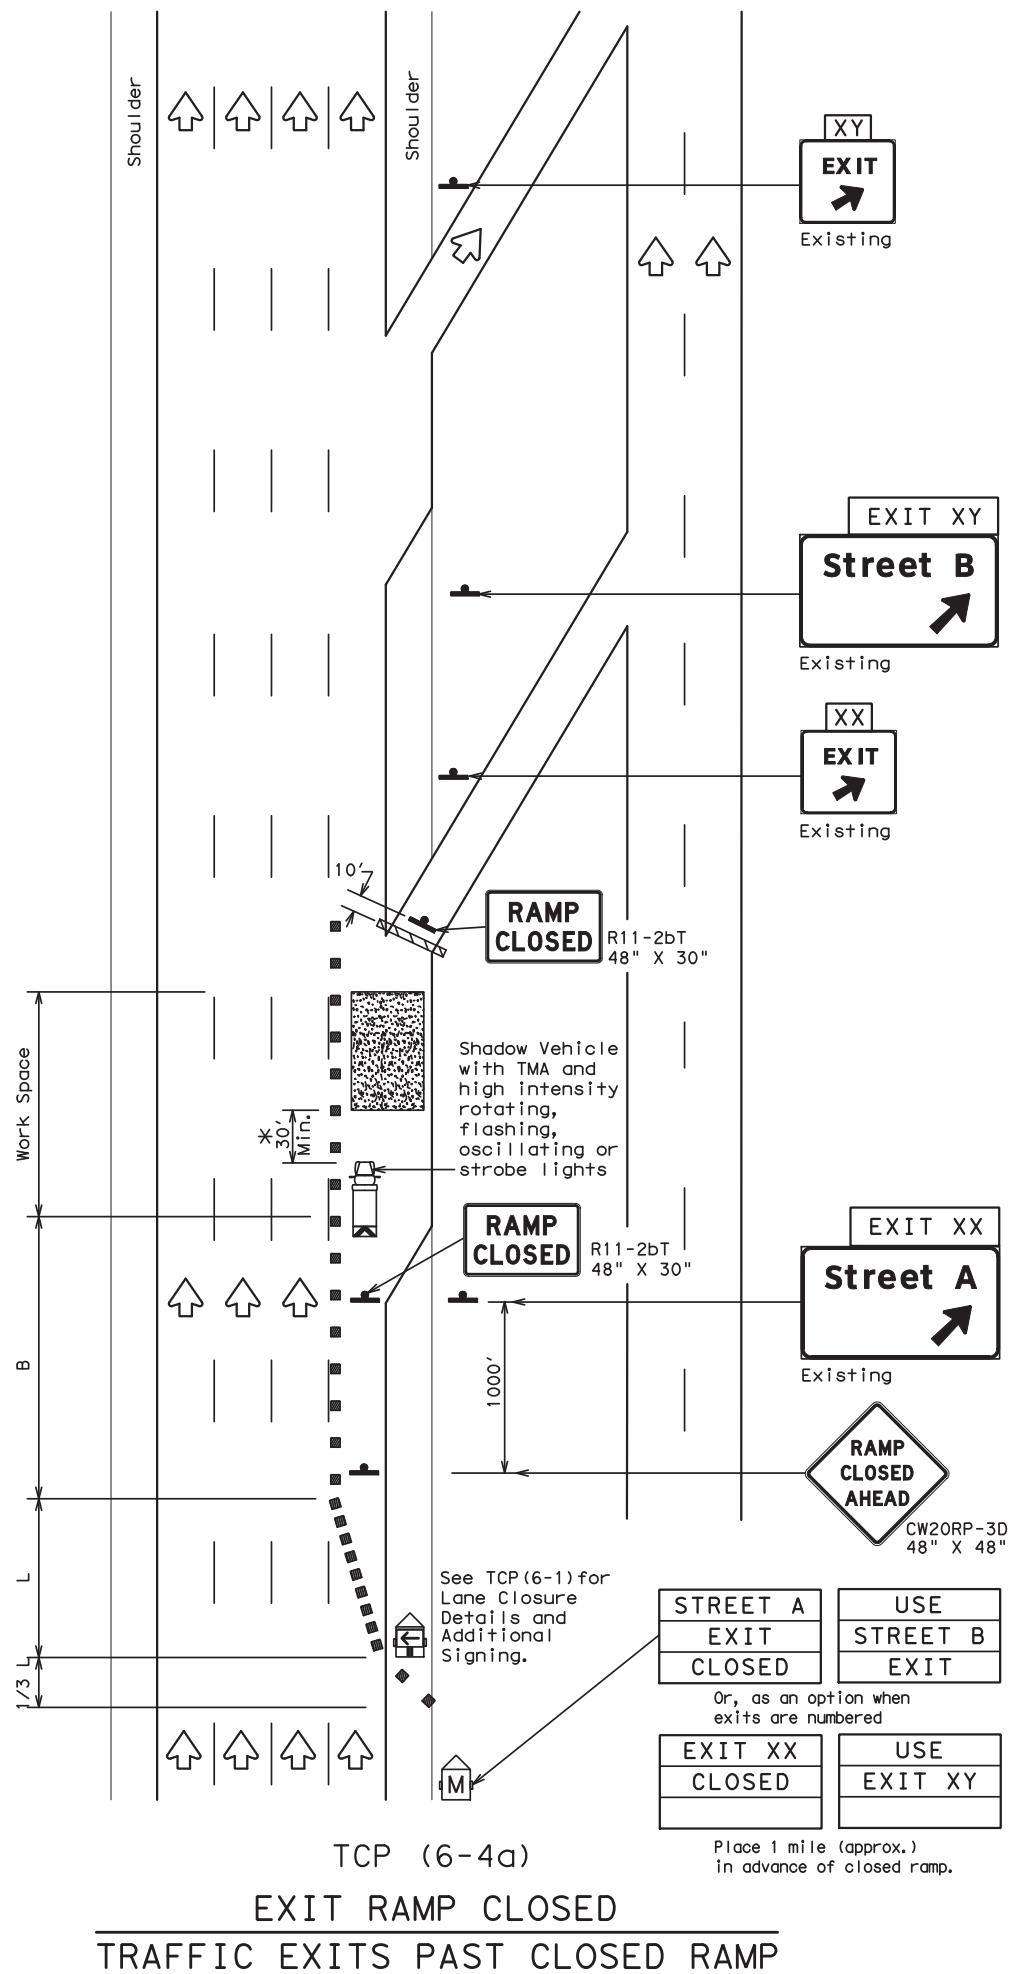 Shoulder
Shoulder
XY
EXIT
Existing
EXIT XY
Street B
Existing
XX
EXIT
Existing
10'
RAMP
CLOSED
R11-2bT
48" X 30"
Work Space
Shadow Vehicle
with TMA and
high intensity
rotating,
flashing,
oscillating or
strobe lights
*
30'
Min.
RAMP
CLOSED
R11-2bT
48" X 30"
EXIT XX
Street A
Existing
B
1000'
RAMP
CLOSED
AHEAD
CW20RP-3D
48" X 48"
L
See TCP(6-1)for
Lane Closure
Details and
Additional
Signing.
1/3 L
STREET A
EXIT
CLOSED
USE
STREET B
EXIT
Or, as an option when
exits are numbered
EXIT XX
CLOSED
USE
EXIT XY
M
Place 1 mile (approx.)
in advance of closed ramp.
TCP (6-4a)
EXIT RAMP CLOSED
TRAFFIC EXITS PAST CLOSED RAMP